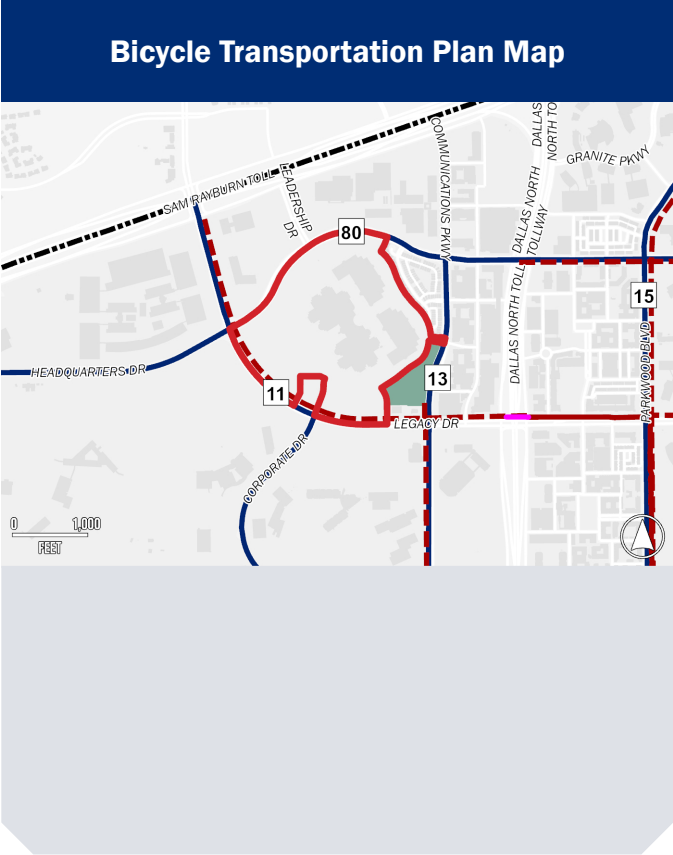 Bicycle Transportation Plan Map
DALLAS
NORTH TO
COMMUNICATIONS PKWY
GRANITE PKWY
SAM RAYBURN TOLL
LEADERSHIP
DR
DALLAS NORTH
TOLLWAY
80
DALLAS NORTH TOLL
15
PARKWOOD BLVD
HEADQUARTERS DR
13
11
LEGACY DR
CORPORATE DR
0 1,000
FEET